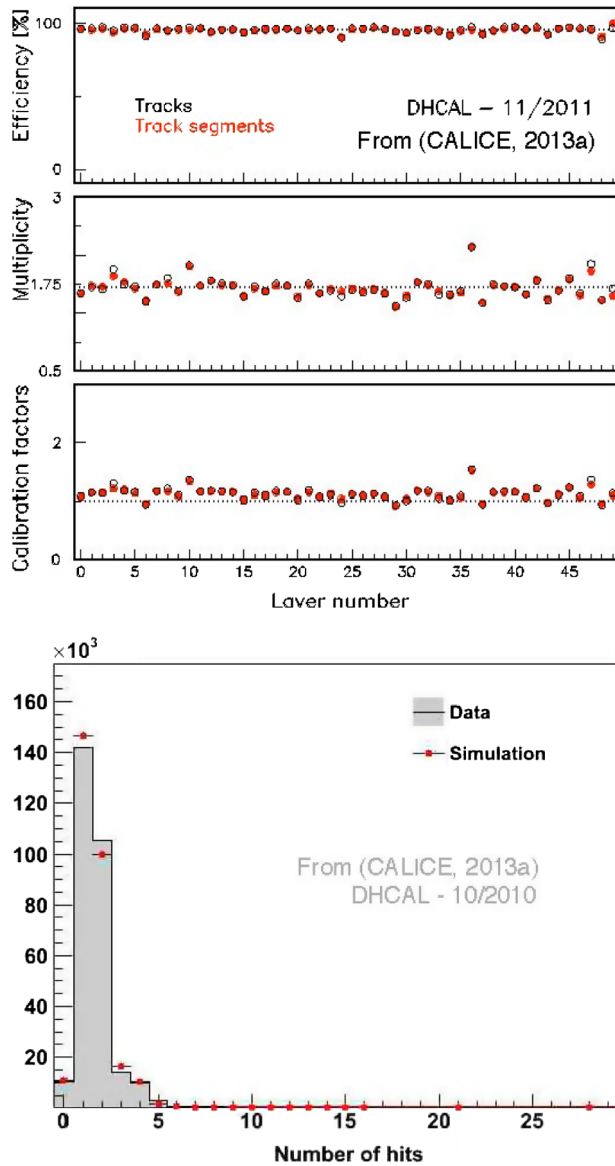 Efficiency [%]
100
0
Tracks
Track segments
DHCAL – 11/2011
From (CALICE, 2013a)
Multiplicity
3
1.75
0.5
Calibration factors
2
0
0 5 10 15 20 25 30 35 40 45
Laver number
×10³
160
140
120
100
80
60
40
20
Data
Simulation
From (CALICE, 2013a)
DHCAL - 10/2010
0 5 10 15 20 25
Number of hits